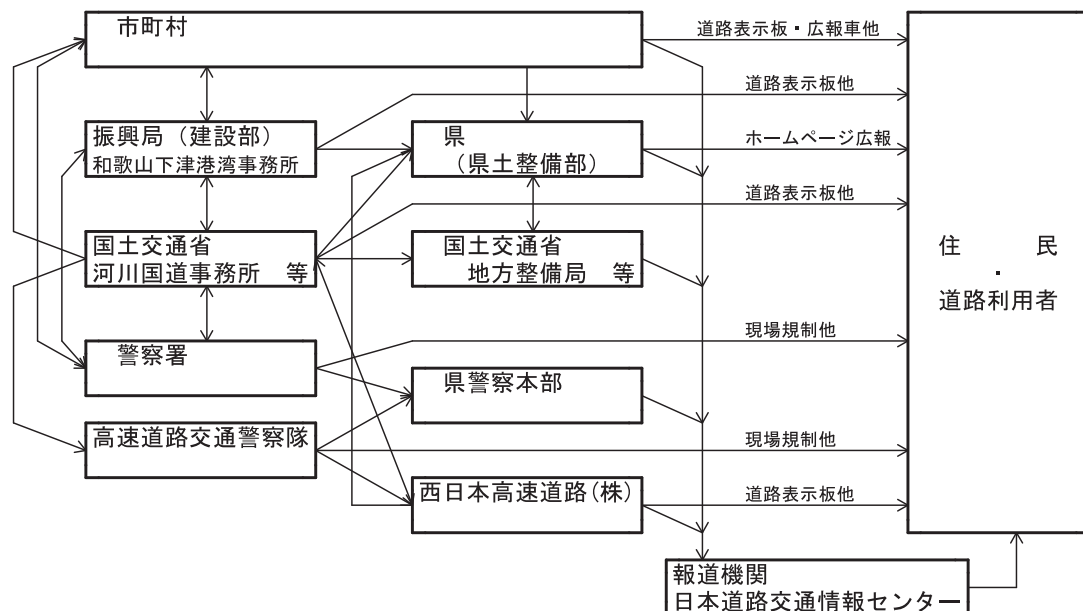 市町村
道路表示板・広報車他
道路表示板他
振興局（建設部）
和歌山下津港湾事務所
県
（県土整備部）
ホームページ広報
道路表示板他
国土交通省
河川国道事務所　等
国土交通省
地方整備局　等
住　　民
・
道路利用者
現場規制他
警察署
県警察本部
高速道路交通警察隊
現場規制他
西日本高速道路(株)
道路表示板他
報道機関
日本道路交通情報センター